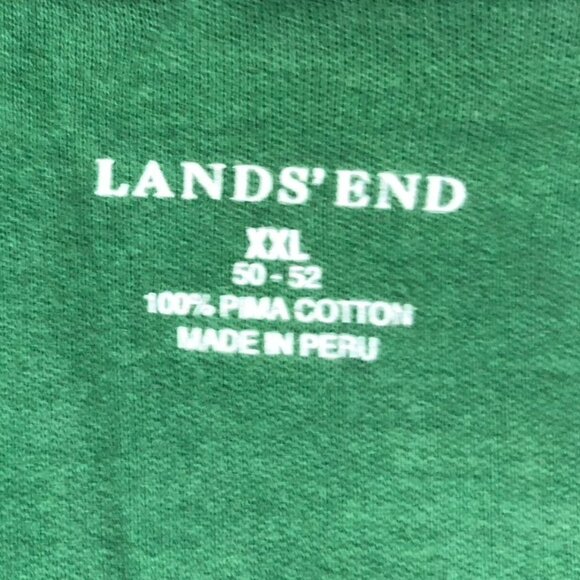 LANDS' END
XXL
50 - 52
100% PIMA COTTON
MADE IN PERU